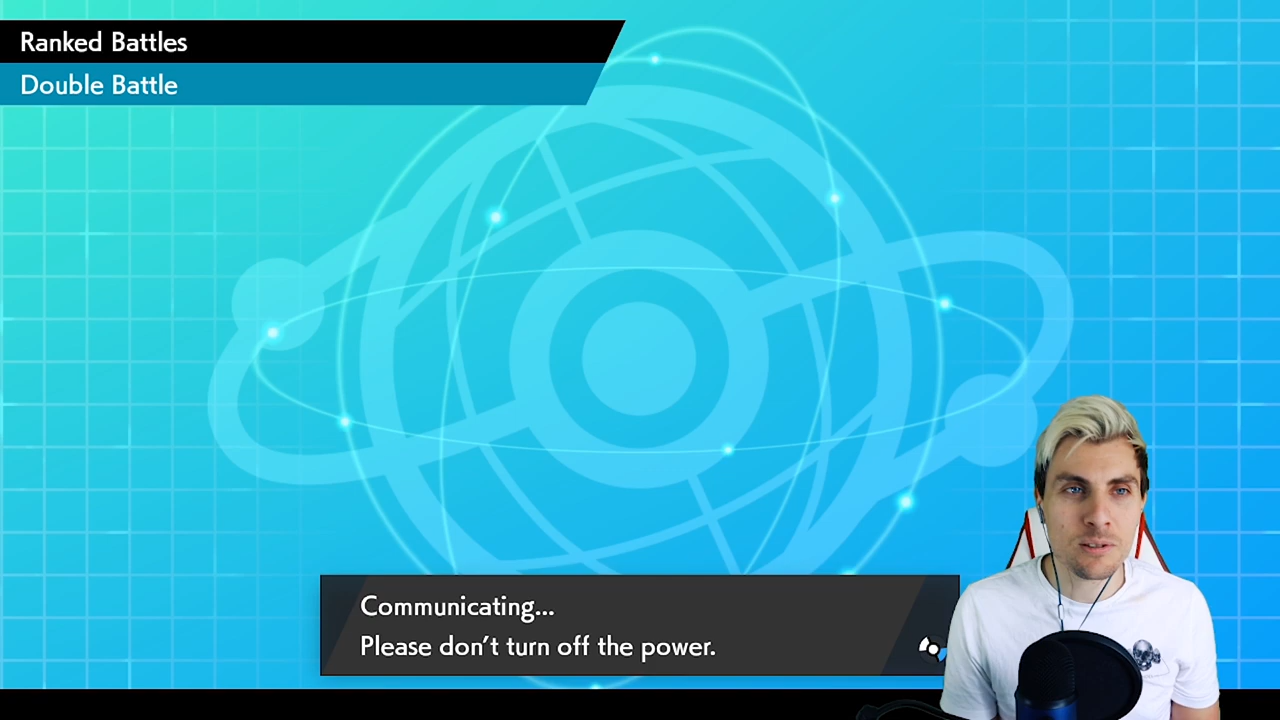 Ranked Battles
Double Battle
Communicating...
Please don't turn off the power.